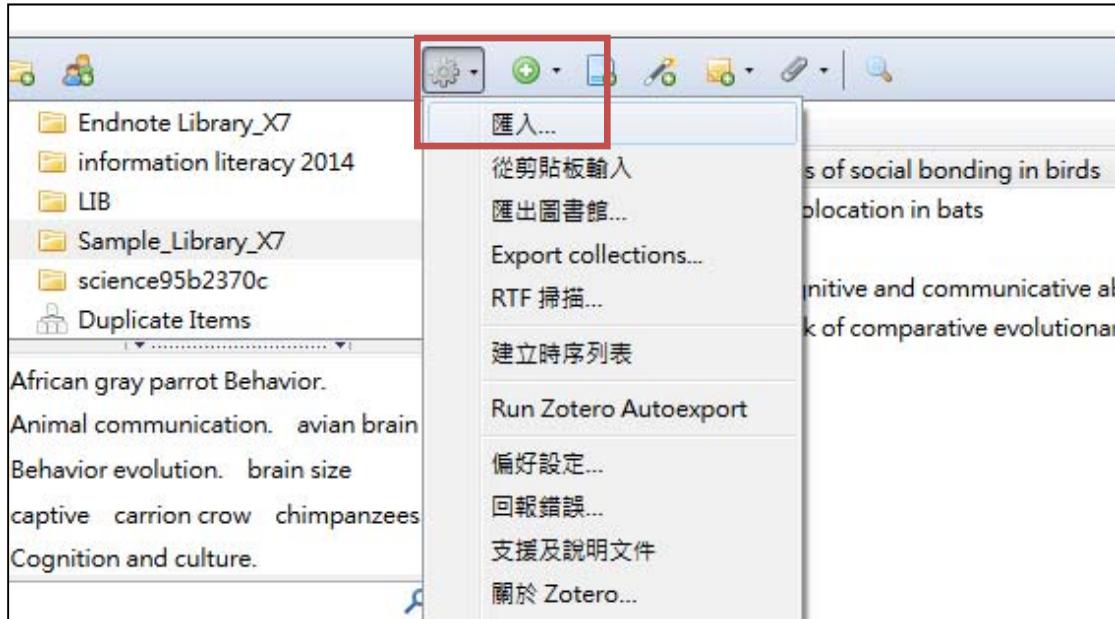 Endnote Library_X7
information literacy 2014
LIB
Sample_Library_X7
science95b2370c
Duplicate Items
African gray parrot Behavior.
Animal communication. avian brain
Behavior evolution. brain size
captive carrion crow chimpanzees
Cognition and culture.
匯入...
從剪貼板輸入
匯出圖書館...
Export collections...
RTF 掃描...
建立時序列表
Run Zotero Autoexport
偏好設定...
回報錯誤...
支援及說明文件
關於 Zotero...
s of social bonding in birds
olocation in bats
nitive and communicative
k of comparative